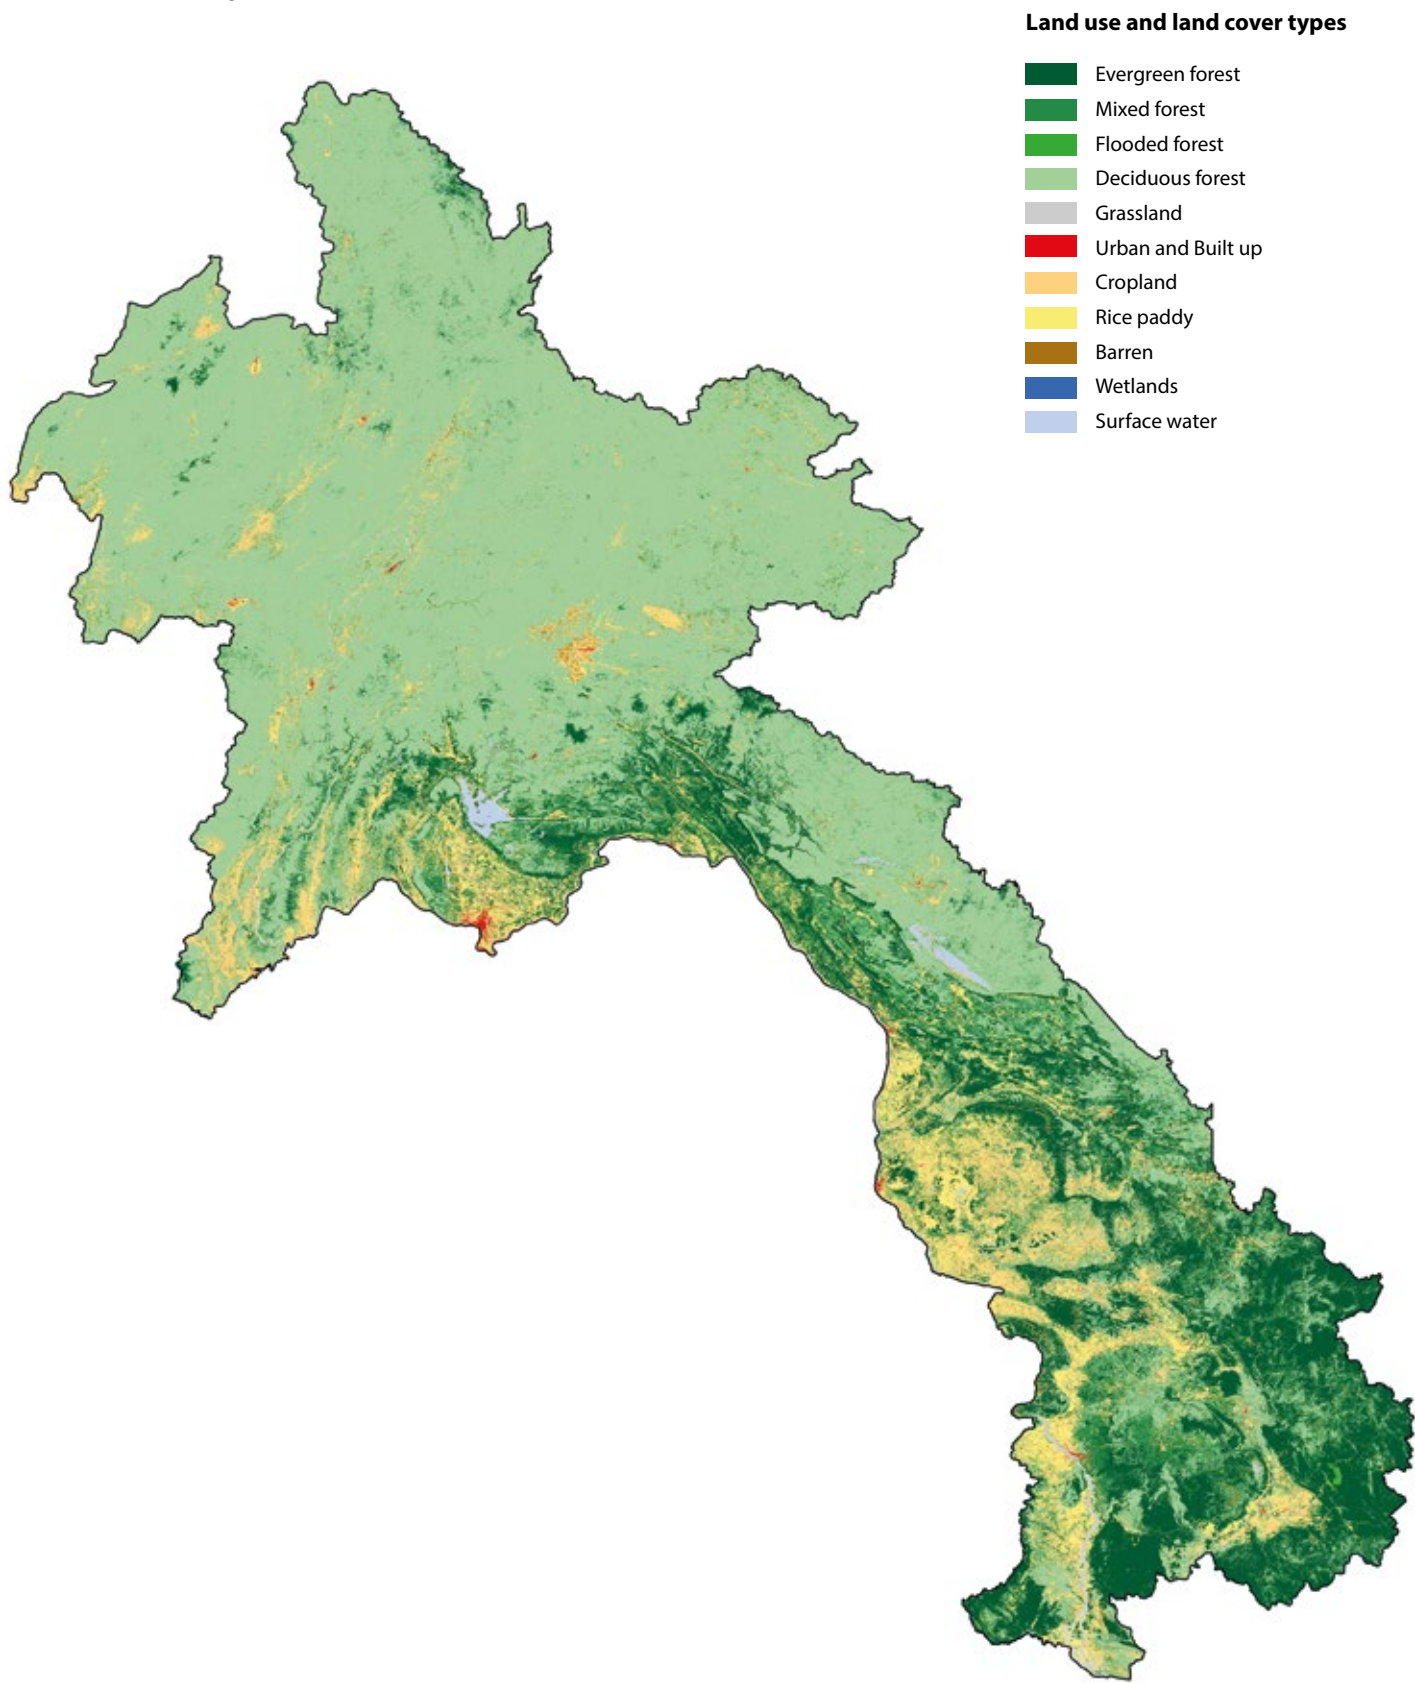 Land use and land cover types
Evergreen forest
Mixed forest
Flooded forest
Deciduous forest
Grassland
Urban and Built up
Cropland
Rice paddy
Barren
Wetlands
Surface water